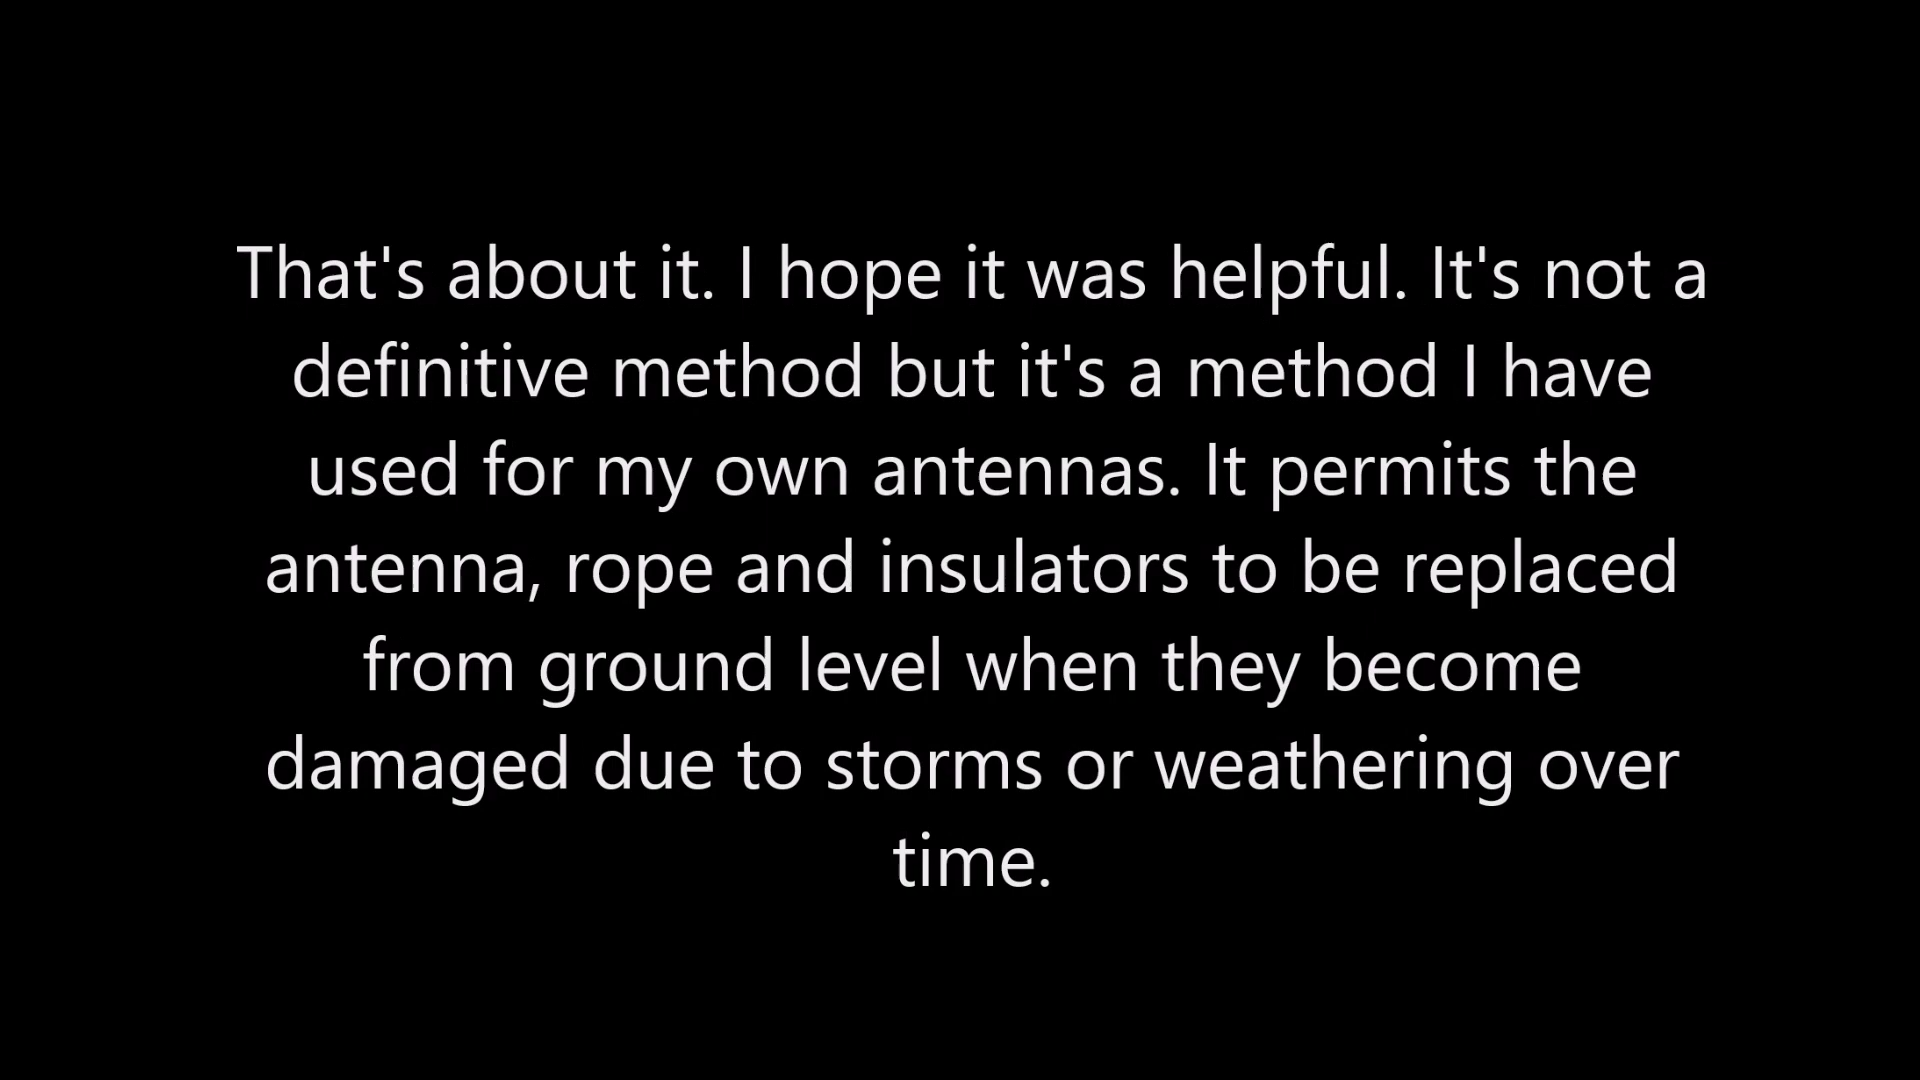 That's about it. I hope it was helpful. It's not a
definitive method but it's a method I have
used for my own antennas. It permits the
antenna, rope and insulators to be replaced
from ground level when they become
damaged due to storms or weathering over
time.